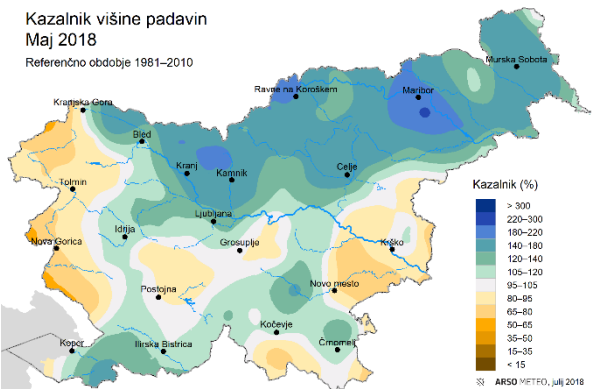 Kazalnik višine padavin
Maj 2018
Referenčno obdobje 1981–2010
Murska Sobota
Ravne na Koroškem
Maribor
Kranjska Gora
Bled
Kranj
Kamnik
Celje
Tolmin
Ljubljana
Idrija
Nova Gorica
Grosuplje
Krško
Postojna
Novo mesto
Kočevje
Koper
Ilirska Bistrica
Črnomelj
Kazalnik (%)
> 300
220–300
180–220
140–180
120–140
105–120
95–105
80–95
65–80
50–65
35–50
15–35
< 15
ARSO METEO, julij 2018